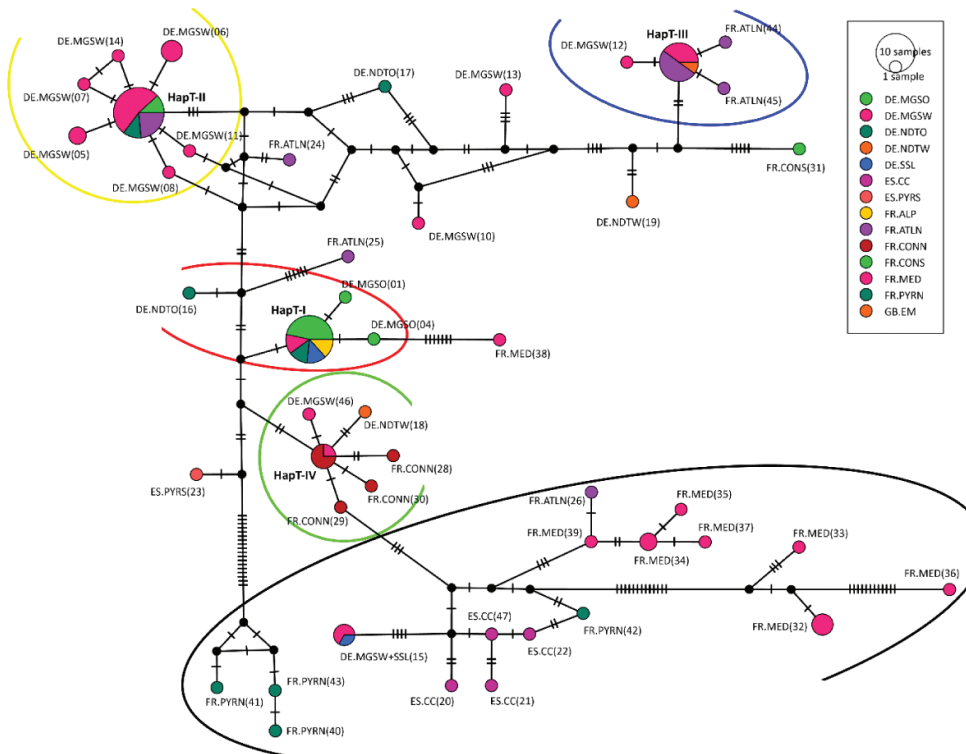 DE.MGSW(14)
DE.MGSW(06)
HapT-II
DE.MGSW(07)
DE.MGSW(05)
DE.MGSW(11)
DE.MGSW(08)
FR.ATLN(24)
DE.NDTO(17)
DE.MGSW(13)
DE.MGSW(10)
DE.MGSW(12)
HapT-III
FR.ATLN(44)
FR.ATLN(45)
FR.CONS(31)
DE.NDTW(19)
FR.ATLN(25)
DE.NDTO(16)
HapT-I
DE.MGSO(01)
DE.MGSO(04)
FR.MED(38)
DE.MGSW(46)
DE.NDTW(18)
HapT-IV
FR.CONN(28)
FR.CONN(30)
FR.CONN(29)
ES.PYRS(23)
FR.ATLN(26)
FR.MED(35)
FR.MED(39)
FR.MED(37)
FR.MED(34)
FR.MED(33)
FR.MED(36)
FR.MED(32)
ES.CC(47)
FR.PYRN(42)
DE.MGSW+SSL(15)
ES.CC(22)
ES.CC(20)
ES.CC(21)
FR.PYRN(41)
FR.PYRN(43)
FR.PYRN(40)
10 samples
1 sample
DE.MGSO
DE.MGSW
DE.NDTO
DE.NDTW
DE.SSL
ES.CC
ES.PYRS
FR.ALP
FR.ATLN
FR.CONN
FR.CONS
FR.MED
FR.PYRN
GB.EM